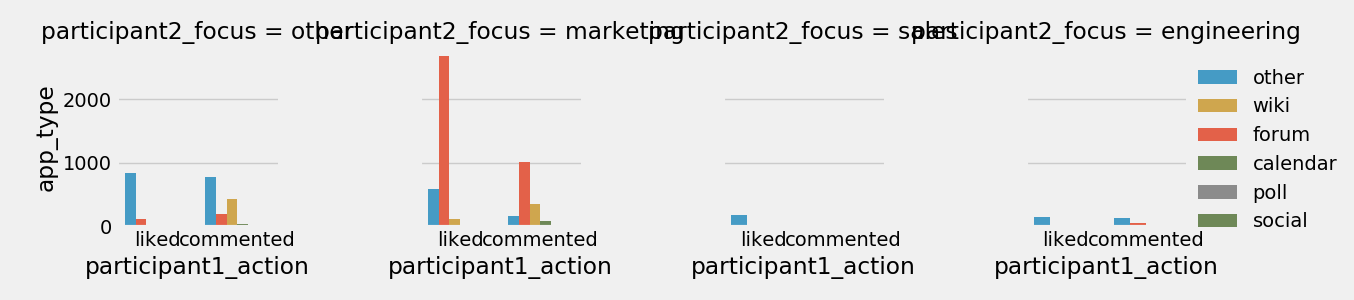 participant2_focus = other
participant2_focus = marketing
participant2_focus = sales
participant2_focus = engineering
app_type
2000
1000
0
liked commented
liked commented
liked commented
liked commented
participant1_action
participant1_action
participant1_action
participant1_action
other
wiki
forum
calendar
poll
social